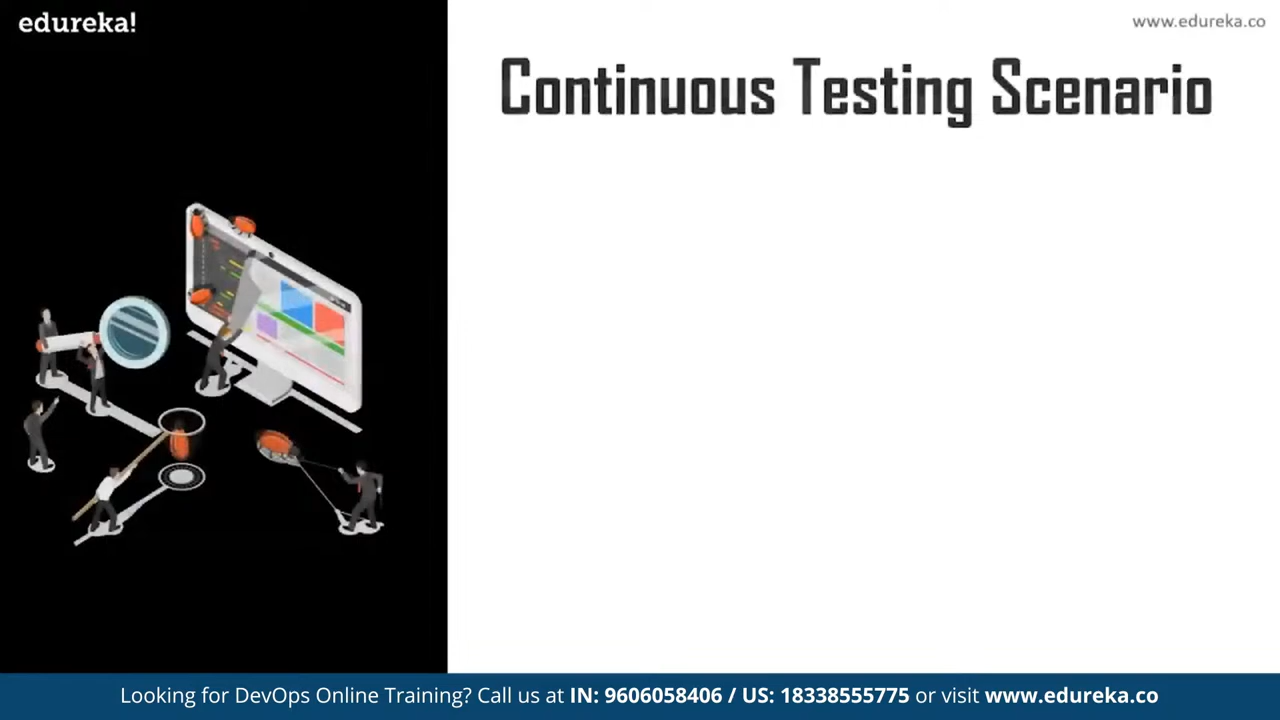 edureka!
www.edureka.co
Continuous Testing Scenario
Looking for DevOps Online Training? Call us at IN: 9606058406 / US: 18338555775 or visit www.edureka.co